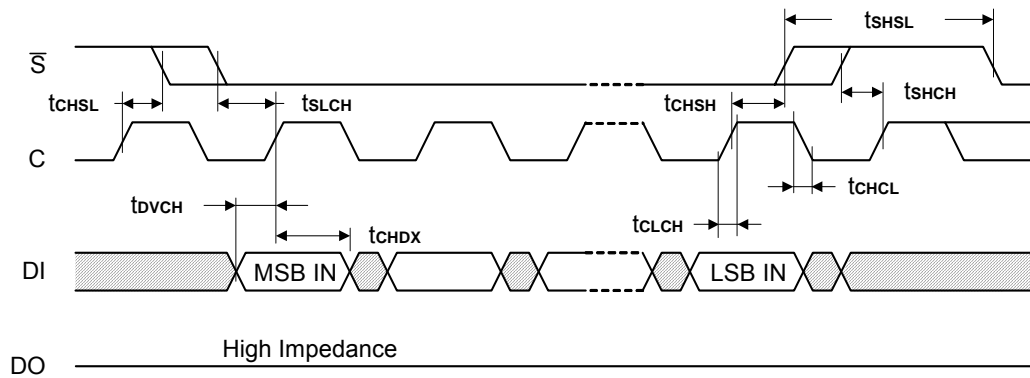 tSHSL
S̅
tCHSL
tSLCH
tCHSH
tSHCH
C
tDVCH
tCHDX
tCLCH
tCHCL
DI
MSB IN
LSB IN
High Impedance
DO